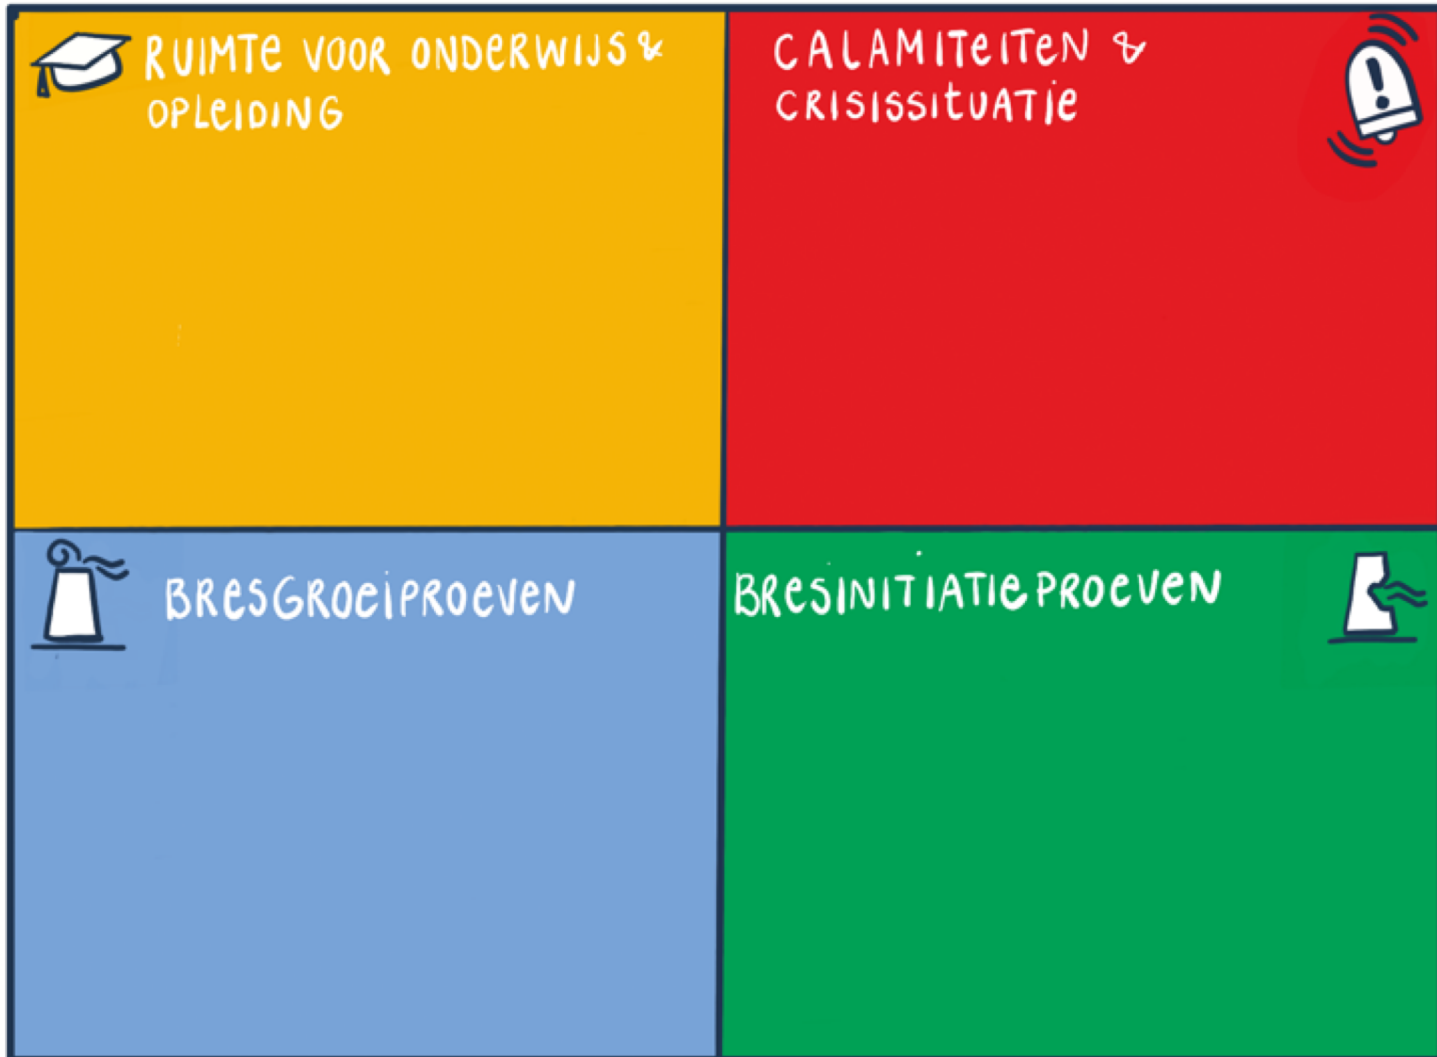 RUIMTE VOOR ONDERWIJS &
OPLEIDING
CALAMITEITEN &
CRISISSITUATIE
BRESGROEIPROEVEN
BRESINITIATIEPROEVEN